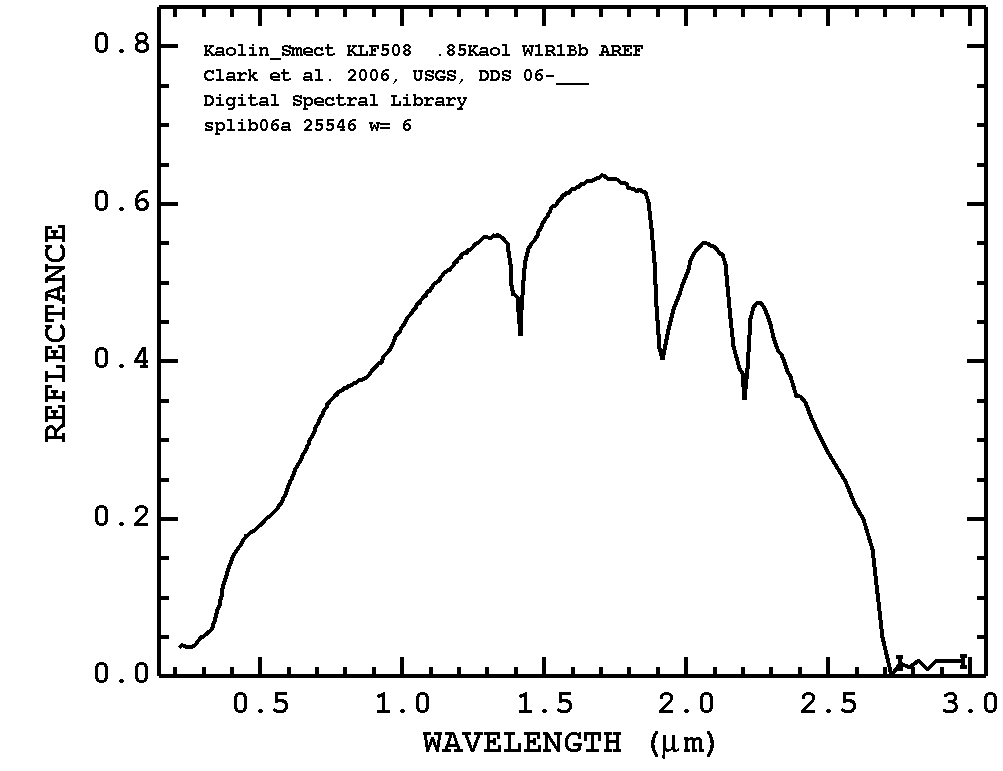 Kaolin_Smect KLF508 .85Kaol W1R1Bb AREF
Clark et al. 2006, USGS, DDS 06-___
Digital Spectral Library
splib06a 25546 w= 6
REFLECTANCE
0.8
0.6
0.4
0.2
0.0
0.5 1.0 1.5 2.0 2.5 3.0
WAVELENGTH (μm)